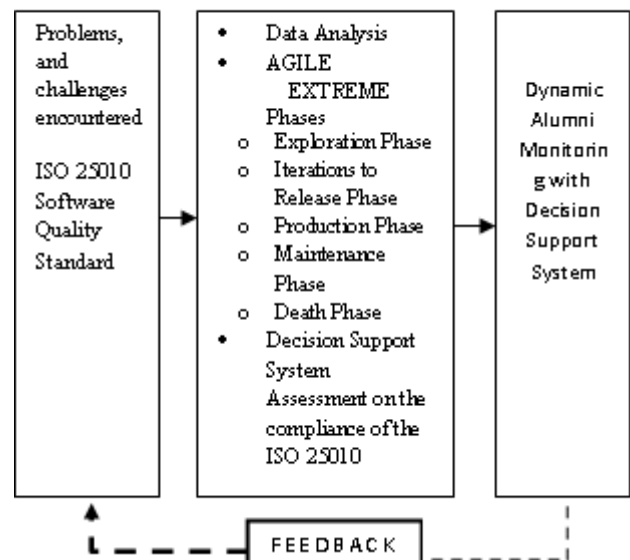 Problems,
and
challenges
encountered
ISO 25010
Software
Quality
Standard
• Data Analysis
• AGILE
EXTREME
Phases
o Exploration Phase
o Iterations to
Release Phase
o Production Phase
o Maintenance
Phase
o Death Phase
• Decision Support
System
Assessment on the
compliance of the
ISO 25010
Dynamic
Alumni
Monitorin
g with
Decision
Support
System
FEEDBACK